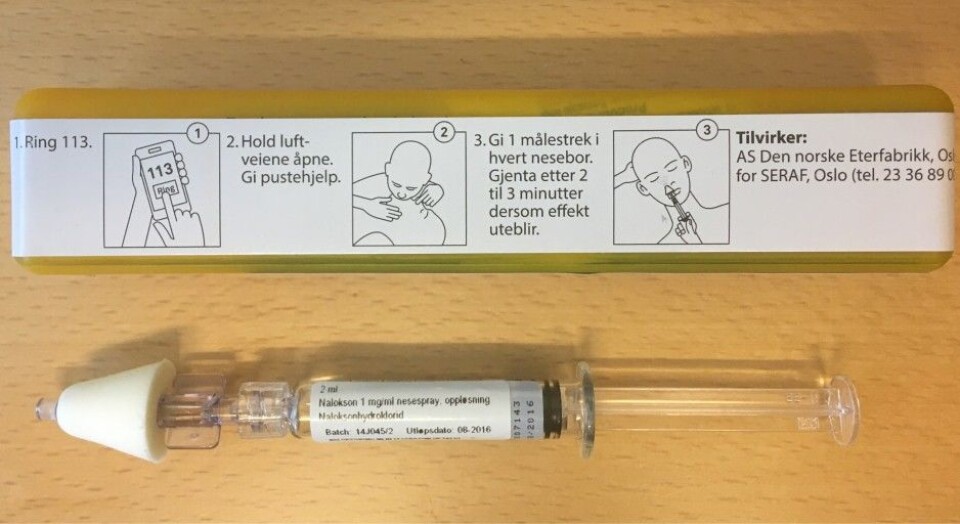 1. Ring 113.
1
113
Ring
2. Hold luft-
veiene åpne.
Gi pustehjelp.
2
3. Gi 1 målestrek i
hvert nesebor.
Gjenta etter 2
til 3 minutter
dersom effekt
uteblir.
3
Tilvirker:
AS Den norske Eterfabrikk,
for SERAF, Oslo (tel. 23 36 89
2 ml
Nalokson 1 mg/ml nesespray, oppløsning
Naloksonhydroklorid
Batch: 14J045/2 Utløpsdato: 08-2016